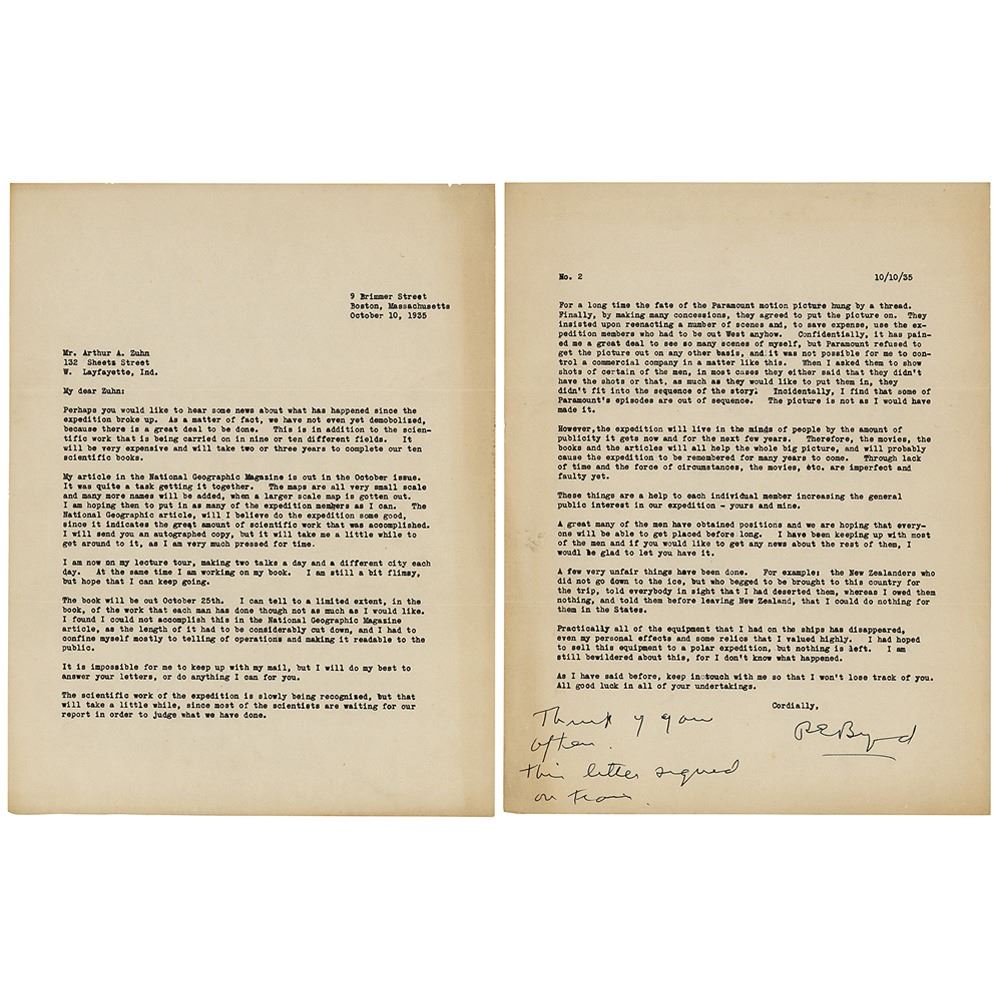 9 Brimmer Street
Boston, Massachusetts
October 10, 1935
Mr. Arthur A. Zuhn
132 Sheetz Street
W. Layfayette, Ind.
My dear Zuhn:
Perhaps you would like to hear some news about what has happened since the
expedition broke up. As a matter of fact, we have not even yet demobolized,
because there is a great deal to be done. This is in addition to the scien-
tific work that is being carried on in nine or ten different fields. It
will be very expensive and will take two or three years to complete our ten
scientific books.
My article in the National Geographic Magazine is out in the October issue.
It was quite a task getting it together. The maps are all very small scale
and many more names will be added, when a larger scale map is gotten out.
I am hoping then to put in as many of the expedition members as I can. The
National Geographic article, will I believe do the expedition some good,
since it indicates the great amount of scientific work that was accomplished.
I will send you an autographed copy, but it will take me a little while to
get around to it, as I am very much pressed for time.
I am now on my lecture tour, making two talks a day and a different city each
day. At the same time I am working on my book. I am still a bit flimsy,
but hope that I can keep going.
The book will be out October 25th. I can tell to a limited extent, in the
book, of the work that each man has done though not as much as I would like.
I found I could not accomplish this in the National Geographic Magazine
article, as the length of it had to be considerably cut down, and I had to
confine myself mostly to telling of operations and making it readable to the
public.
It is impossible for me to keep up with my mail, but I will do my best to
answer your letters, or do anything I can for you.
The scientific work of the expedition is slowly being recognized, but that
will take a little while, since most of the scientists are waiting for our
report in order to judge what we have done.
No. 2 10/10/35
For a long time the fate of the Paramount motion picture hung by a thread.
Finally, by making many concessions, they agreed to put the picture on. They
insisted upon reenacting a number of scenes and, to save expense, use the ex-
pedition members who had to be out West anyhow. Confidentially, it has pain-
ed me a great deal to see so many scenes of myself, but Paramount refused to
get the picture out on any other basis, and it was not possible for me to con-
trol a commercial company in a matter like this. When I asked them to show
shots of certain of the men, in most cases they either said that they didn't
have the shots or that, as much as they would like to put them in, they
didn't fit into the sequence of the story. Incidentally, I find that some of
Paramount's episodes are out of sequence. The picture is not as I would have
made it.
However, the expedition will live in the minds of people by the amount of
publicity it gets now and for the next few years. Therefore, the movies, the
books and the articles will all help the whole big picture, and will probably
cause the expedition to be remembered for many years to come. Through lack
of time and the force of circumstances, the movies, etc. are imperfect and
faulty yet.
These things are a help to each individual member increasing the general
public interest in our expedition - yours and mine.
A great many of the men have obtained positions and we are hoping that every-
one will be able to get placed before long. I have been keeping up with most
of the men and if you would like to get any news about the rest of them, I
woudl be glad to let you have it.
A few very unfair things have been done. For example: the New Zealanders who
did not go down to the ice, but who begged to be brought to this country for
the trip, told everybody in sight that I had deserted them, whereas I owed them
nothing, and told them before leaving New Zealand, that I could do nothing for
them in the States.
Practically all of the equipment that I had on the ships has disappeared,
even my personal effects and some relics that I valued highly. I had hoped
to sell this equipment to a polar expedition, but nothing is left. I am
still bewildered about this, for I don't know what happened.
As I have said before, keep in touch with me so that I won't lose track of you.
All good luck in all of your undertakings.
Cordially,
REByrd
Think of you
often.
this letter signed
on train.